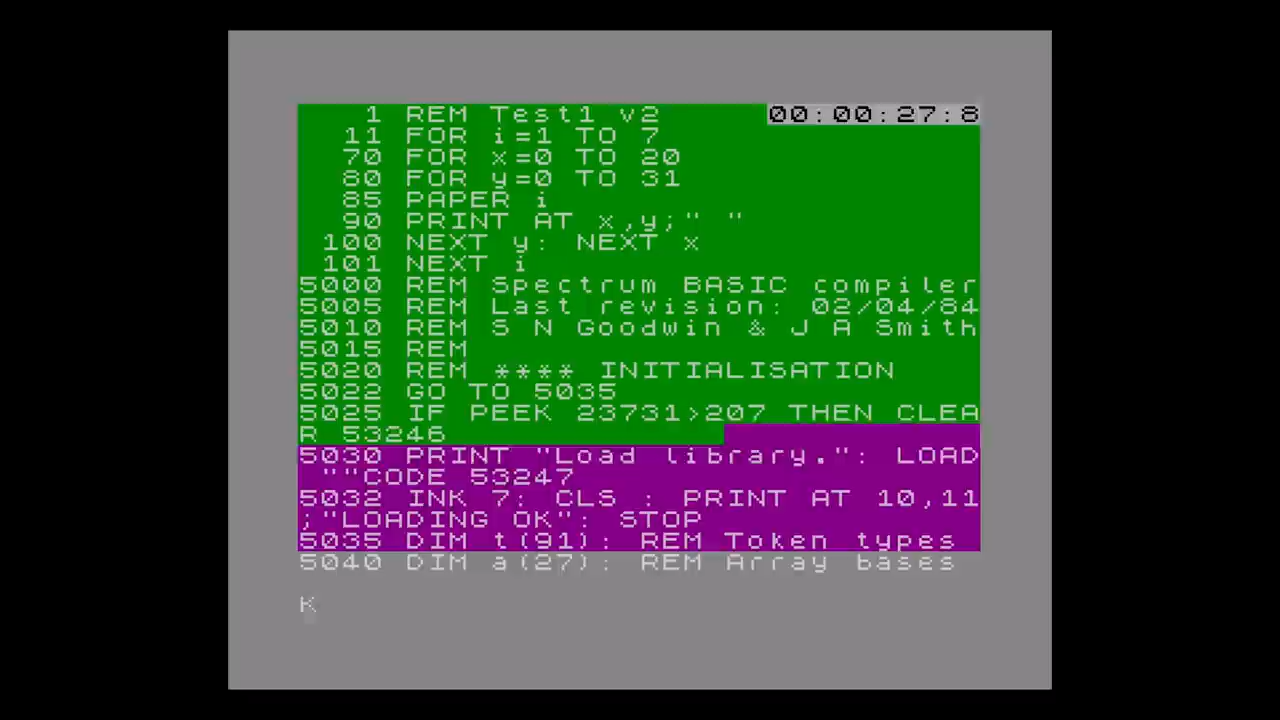 1 REM Test1 v2 00:00:27:8
11 FOR i=1 TO 7
70 FOR x=0 TO 20
80 FOR y=0 TO 31
85 PAPER i
90 PRINT AT x,y;" "
100 NEXT y: NEXT x
101 NEXT i
5000 REM Spectrum BASIC compiler
5005 REM Last revision: 02/04/84
5010 REM S N Goodwin & J A Smith
5015 REM
5020 REM **** INITIALISATION
5022 GO TO 5035
5025 IF PEEK 23731>207 THEN CLEA
R 53246
5030 PRINT "Load library.": LOAD
""CODE 53247
5032 INK 7: CLS : PRINT AT 10,11
;"LOADING OK": STOP
5035 DIM t(91): REM Token types
5040 DIM a(27): REM Array bases
K